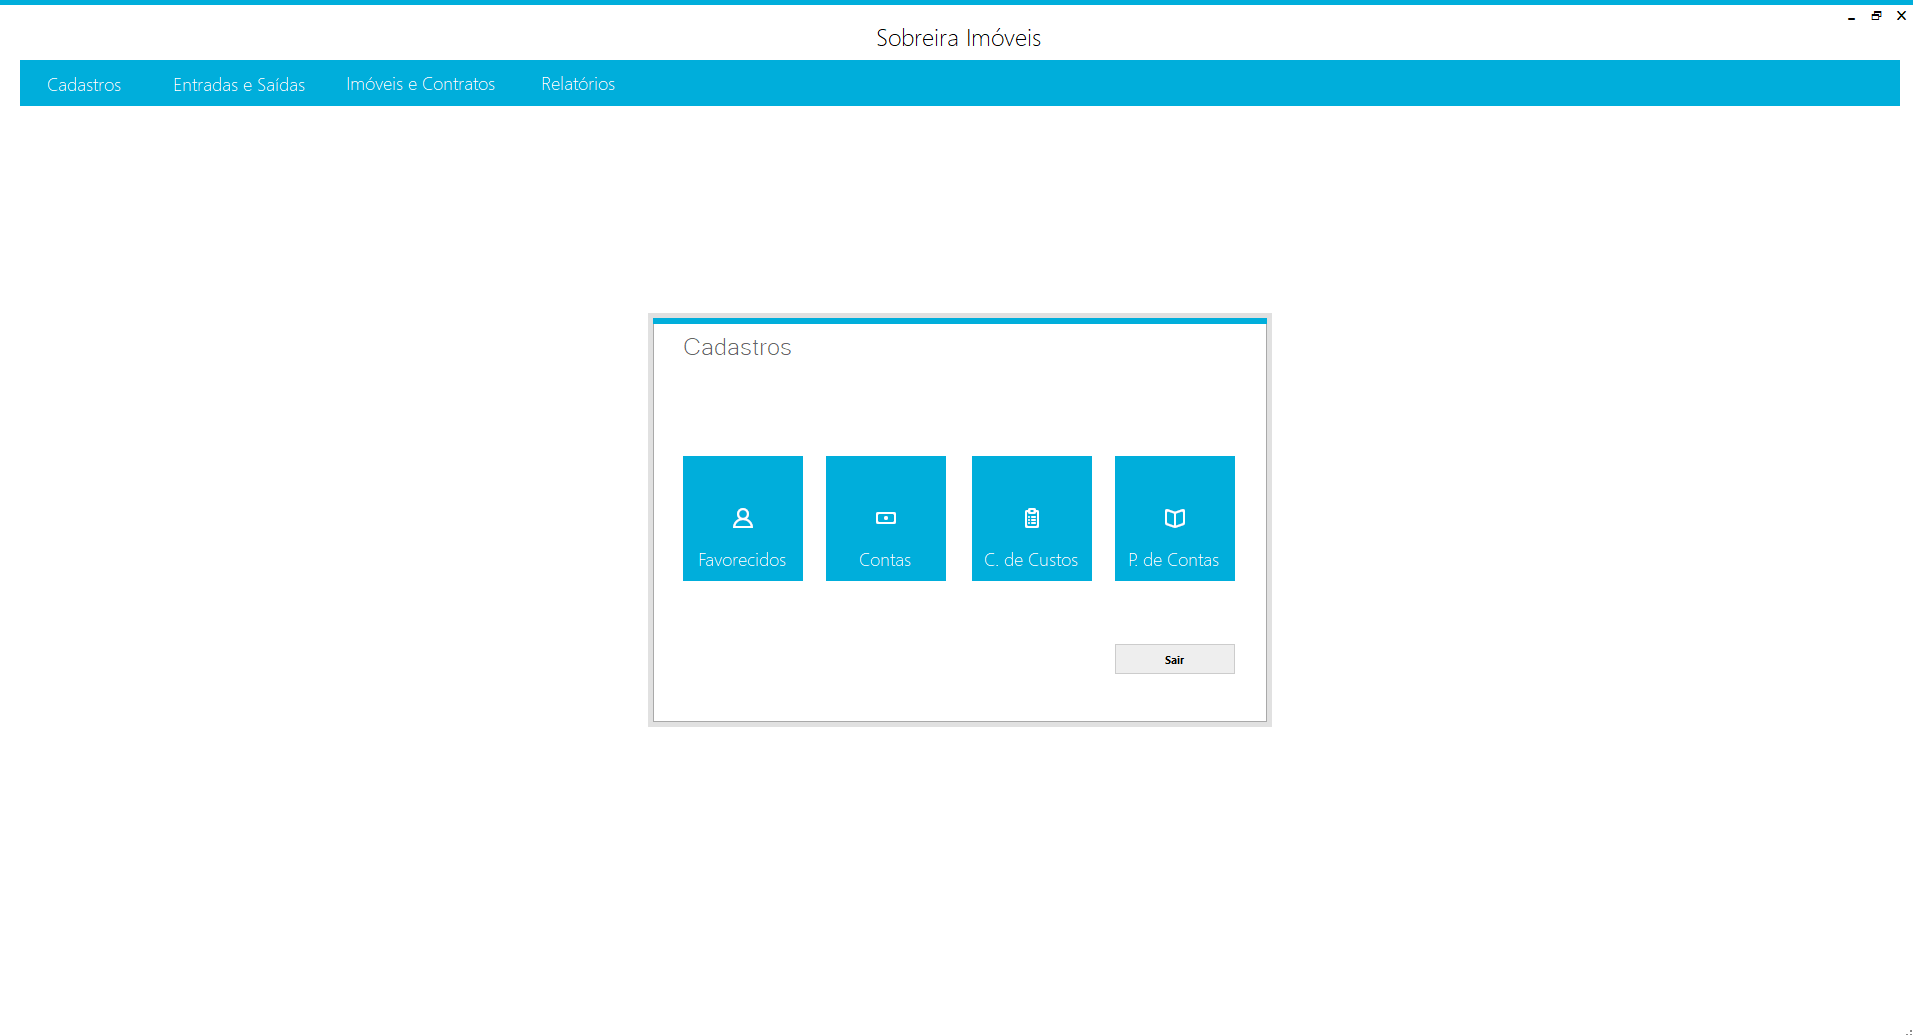 Sobreira Imóveis
Cadastros Entradas e Saídas Imóveis e Contratos Relatórios
Cadastros
Favorecidos Contas C. de Custos P. de Contas
Sair